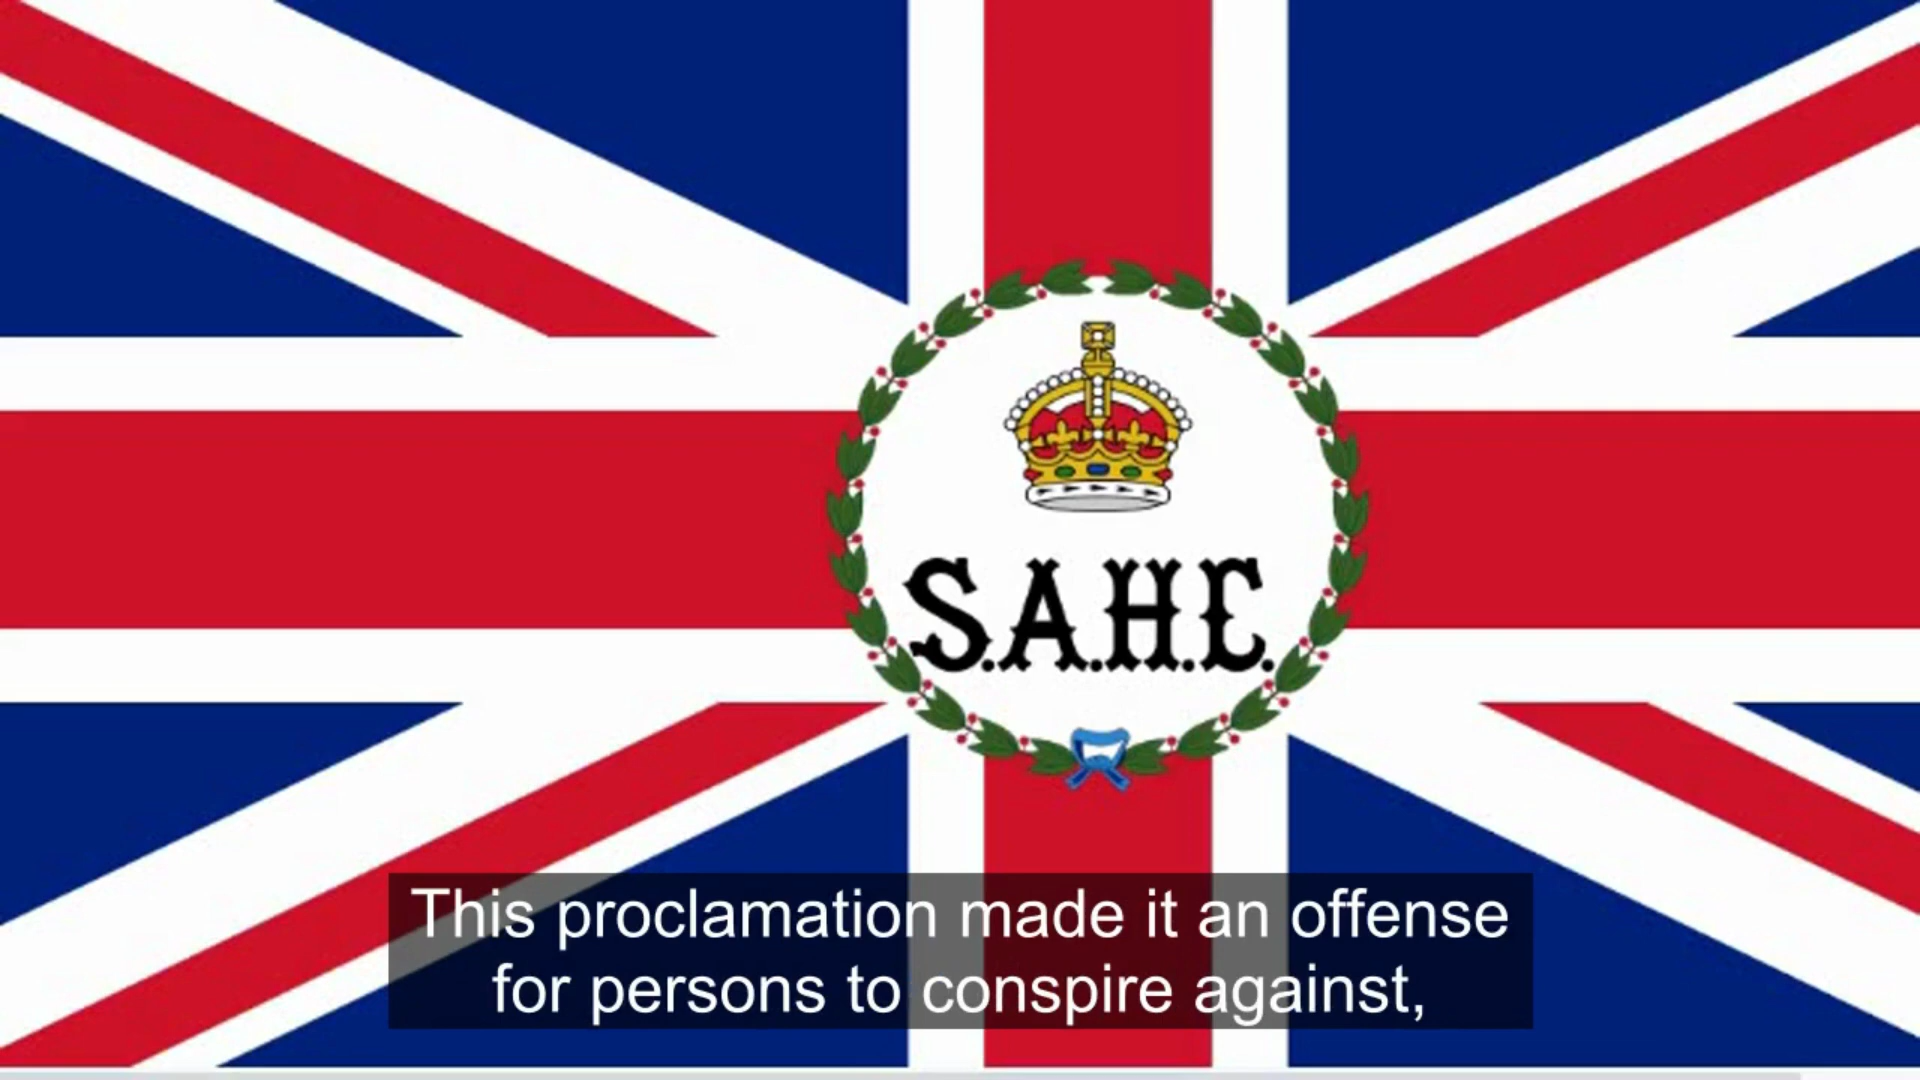 S.A.H.C.
This proclamation made it an offense
for persons to conspire against,